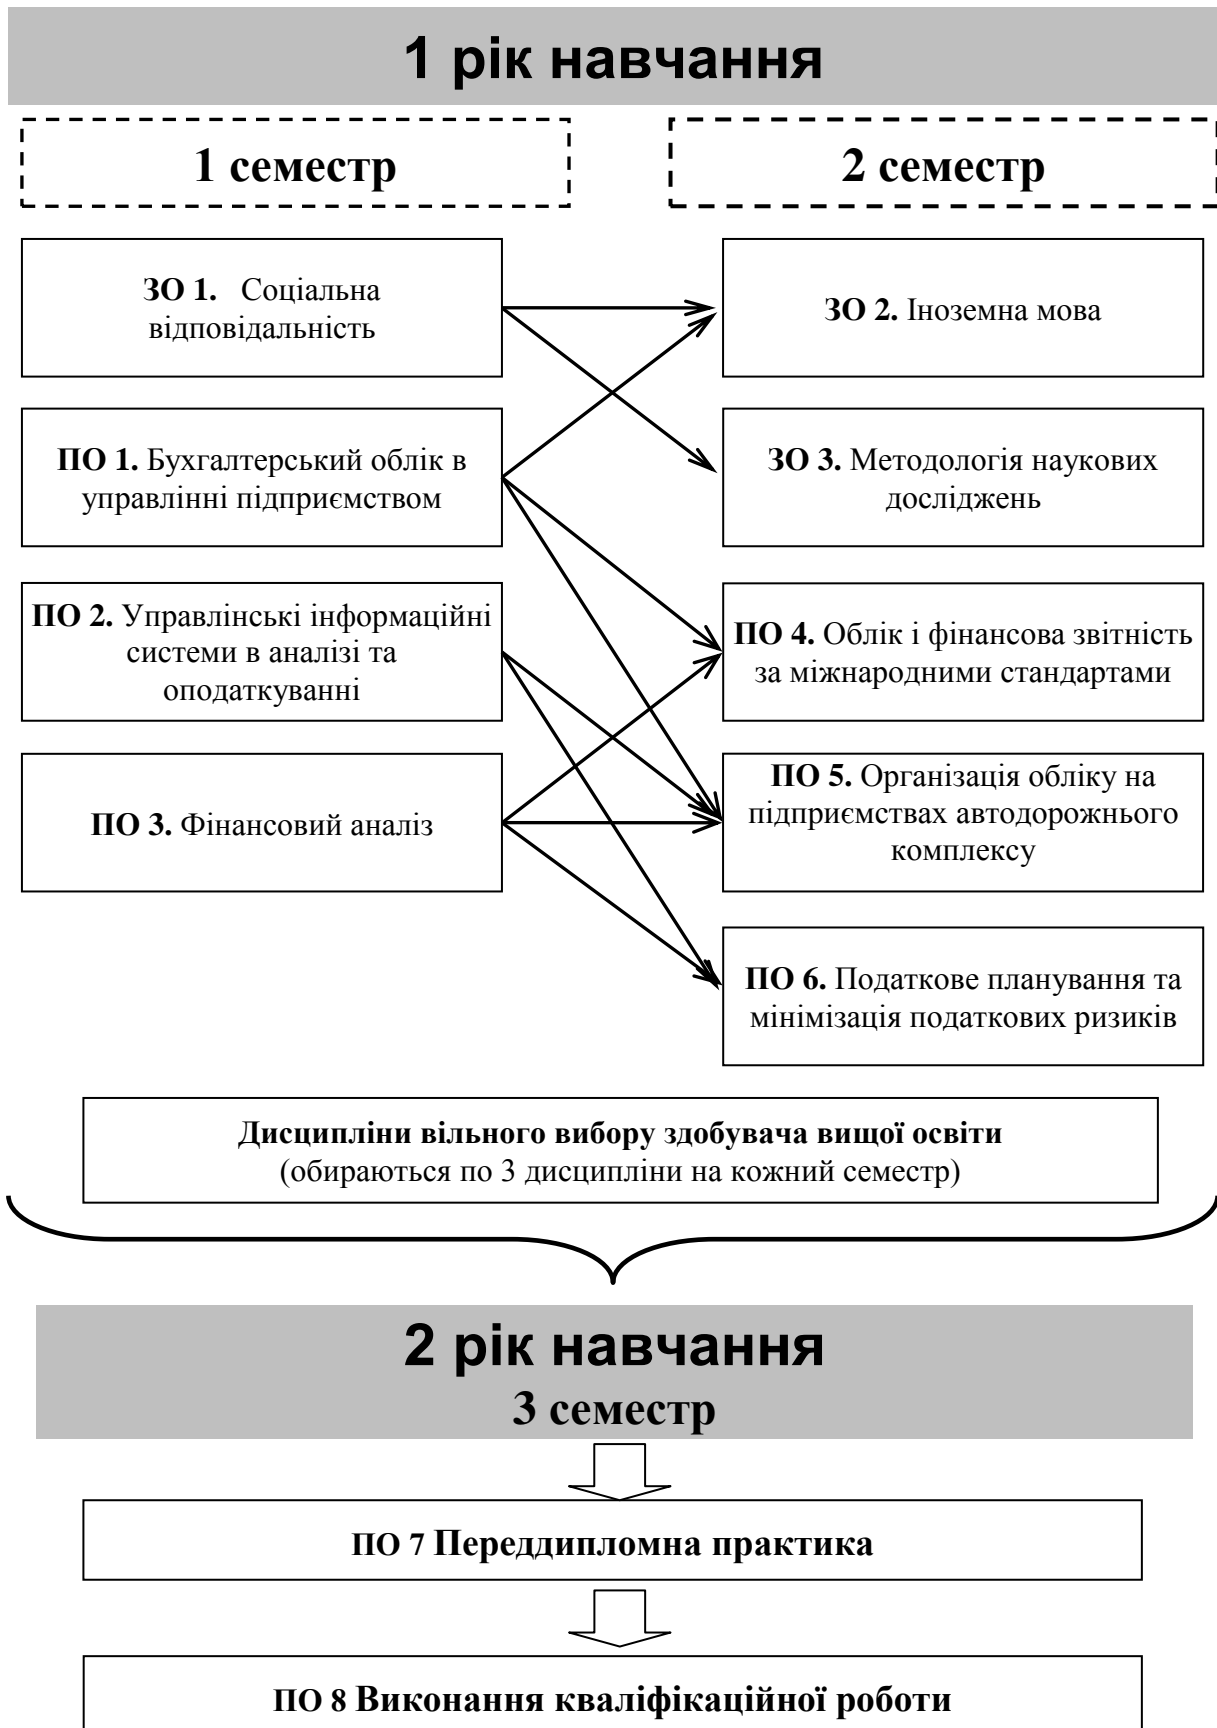 1 рік навчання
1 семестр
2 семестр
ЗО 1. Соціальна
відповідальність
ЗО 2. Іноземна мова
ПО 1. Бухгалтерський облік в
управлінні підприємством
ЗО 3. Методологія наукових
досліджень
ПО 2. Управлінські інформаційні
системи в аналізі та
оподаткуванні
ПО 4. Облік і фінансова звітність
за міжнародними стандартами
ПО 3. Фінансовий аналіз
ПО 5. Організація обліку на
підприємствах автодорожнього
комплексу
ПО 6. Податкове планування та
мінімізація податкових ризиків
Дисципліни вільного вибору здобувача вищої освіти
(обираються по 3 дисципліни на кожний семестр)
2 рік навчання
3 семестр
ПО 7 Переддипломна практика
ПО 8 Виконання кваліфікаційної роботи